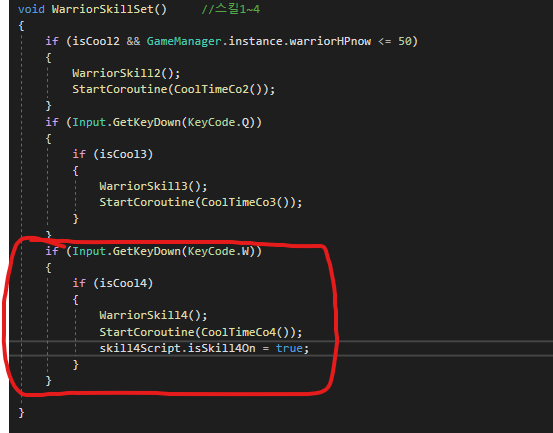 void WarriorSkillSet()     //스킬1~4
{
    if (isCool2 && GameManager.instance.warriorHPnow <= 50)
    {
        WarriorSkill2();
        StartCoroutine(CoolTimeCo2());
    }
    if (Input.GetKeyDown(KeyCode.Q))
    {
        if (isCool3)
        {
            WarriorSkill3();
            StartCoroutine(CoolTimeCo3());
        }
    }
    if (Input.GetKeyDown(KeyCode.W))
    {
        if (isCool4)
        {
            WarriorSkill4();
            StartCoroutine(CoolTimeCo4());
            skill4Script.isSkill4On = true;
        }
    }

}